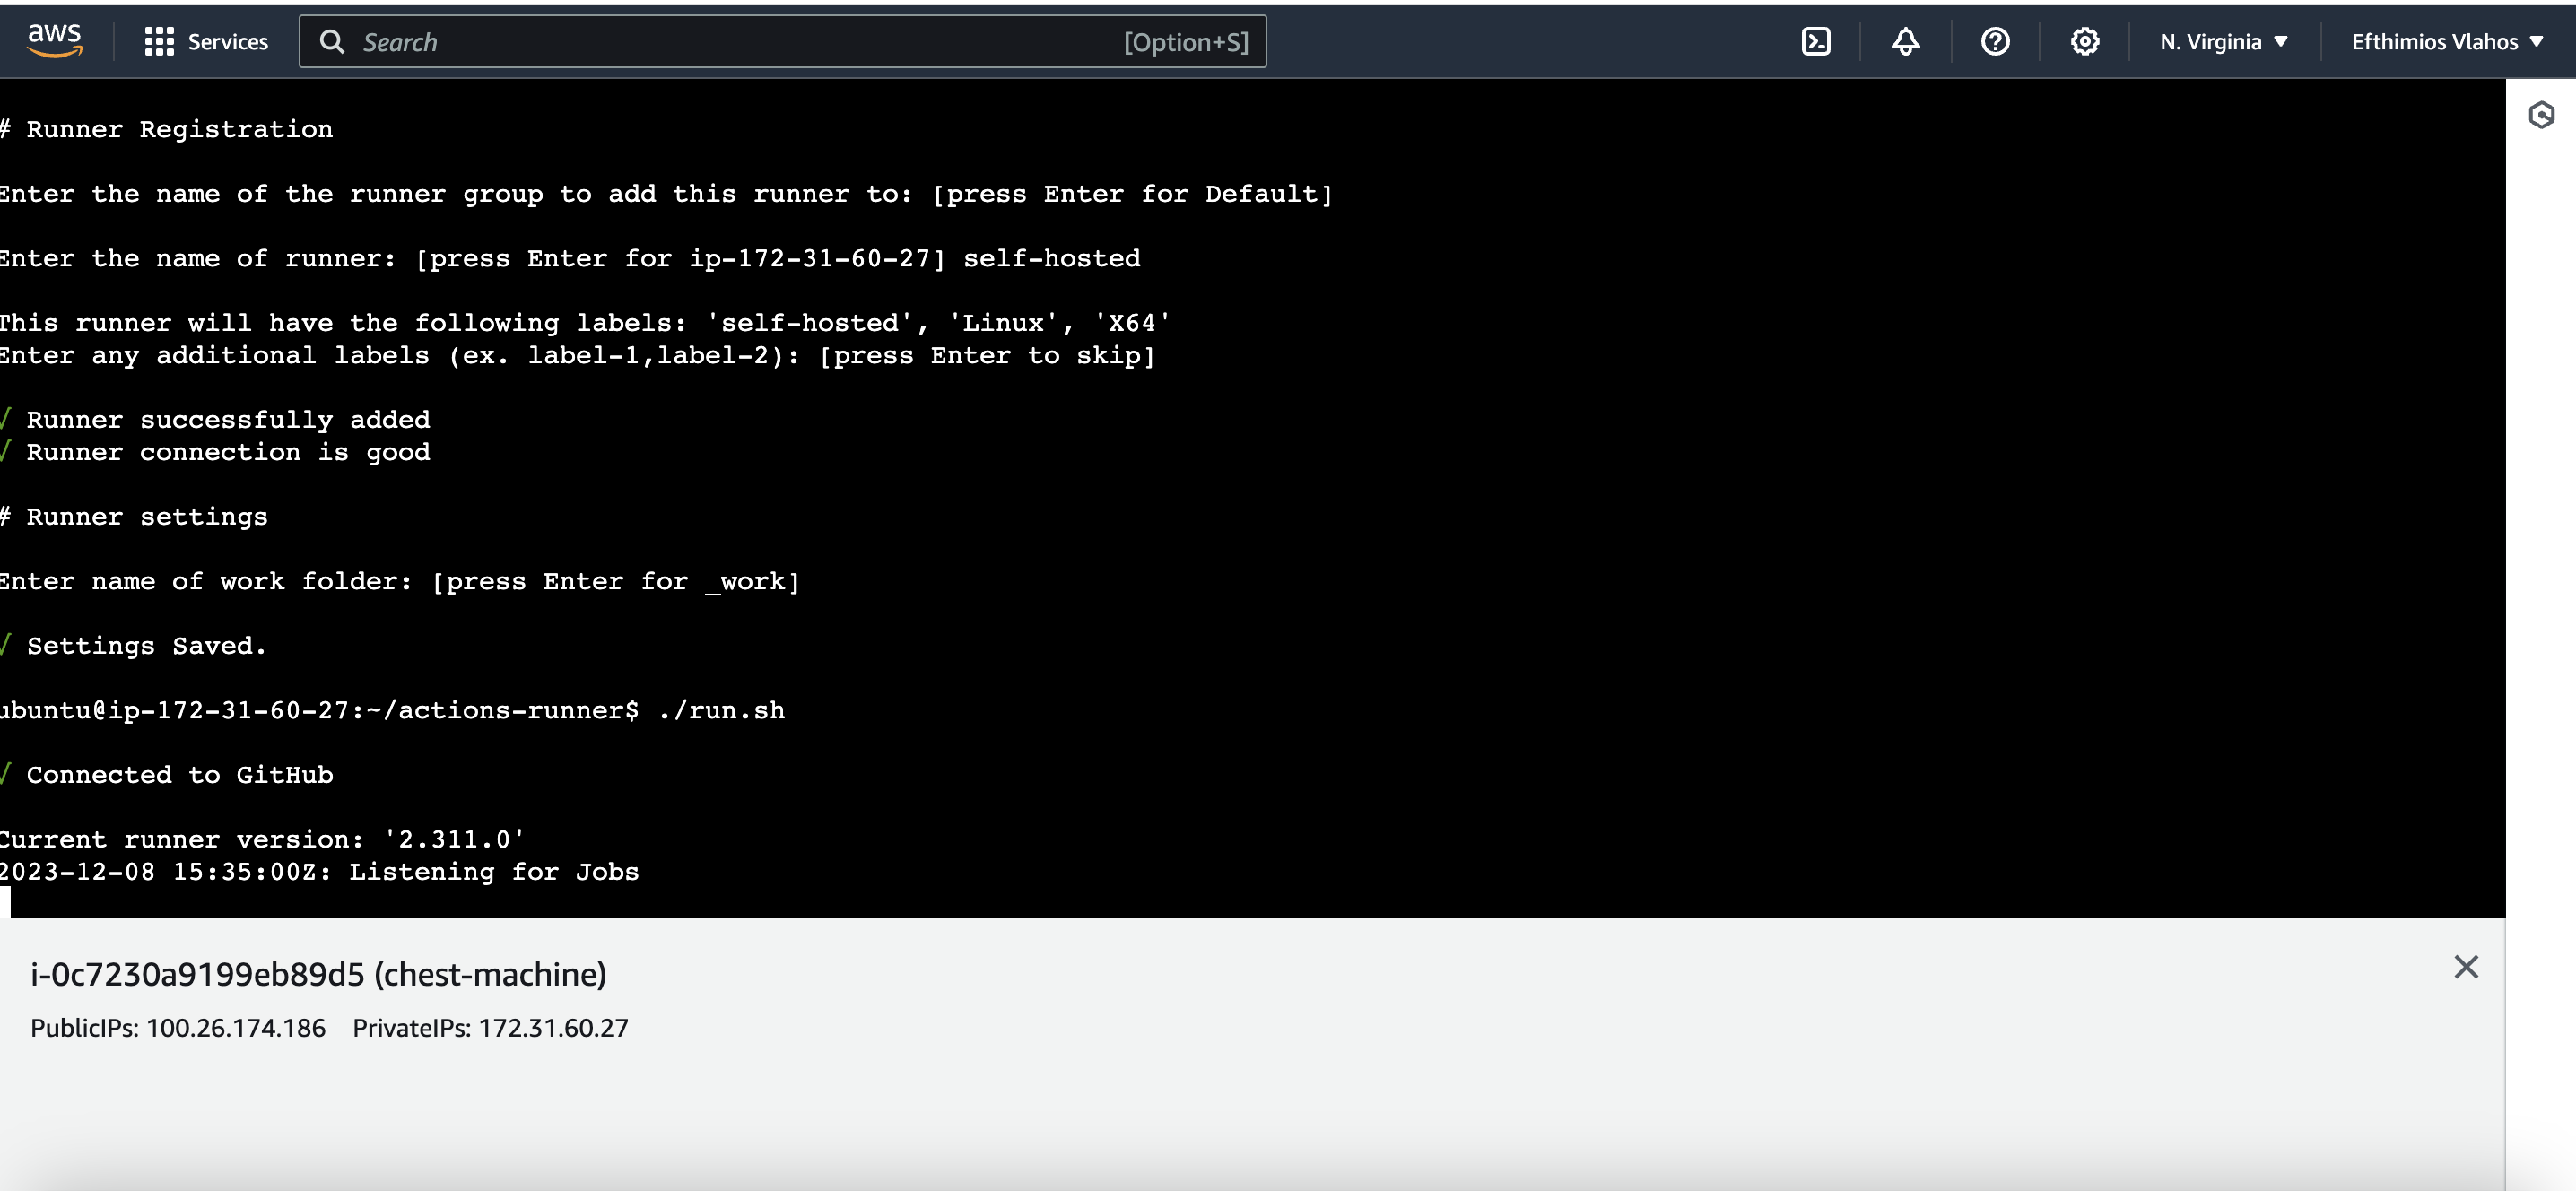 aws Services Search [Option+S] N. Virginia Efthimios Vlahos
# Runner Registration
Enter the name of the runner group to add this runner to: [press Enter for Default]
Enter the name of runner: [press Enter for ip-172-31-60-27] self-hosted
This runner will have the following labels: 'self-hosted', 'Linux', 'X64'
Enter any additional labels (ex. label-1,label-2): [press Enter to skip]
√ Runner successfully added
√ Runner connection is good
# Runner settings
Enter name of work folder: [press Enter for _work]
√ Settings Saved.
ubuntu@ip-172-31-60-27:~/actions-runner$ ./run.sh
√ Connected to GitHub
Current runner version: '2.311.0'
2023-12-08 15:35:00Z: Listening for Jobs
i-0c7230a9199eb89d5 (chest-machine)
PublicIPs: 100.26.174.186 PrivateIPs: 172.31.60.27